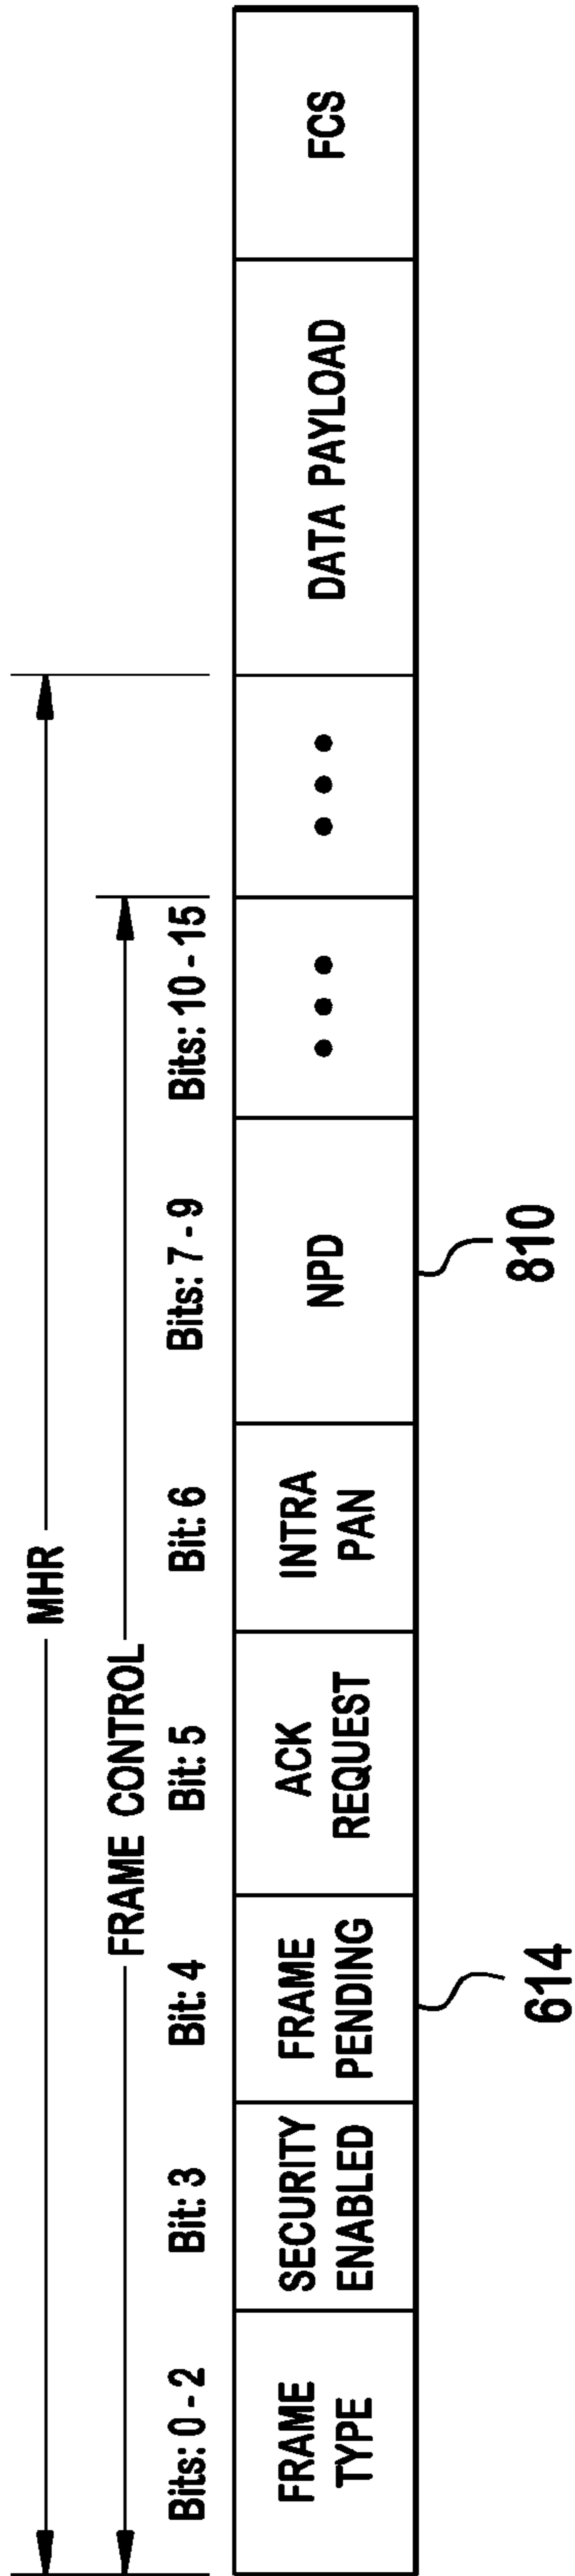 MHR
FRAME CONTROL
Bits: 0 - 2
Bit: 3
Bit: 4
Bit: 5
Bit: 6
Bits: 7 - 9
Bits: 10 - 15
FRAME
TYPE
SECURITY
ENABLED
FRAME
PENDING
ACK
REQUEST
INTRA
PAN
NPD
• • •
• • •
DATA PAYLOAD
FCS
614
810